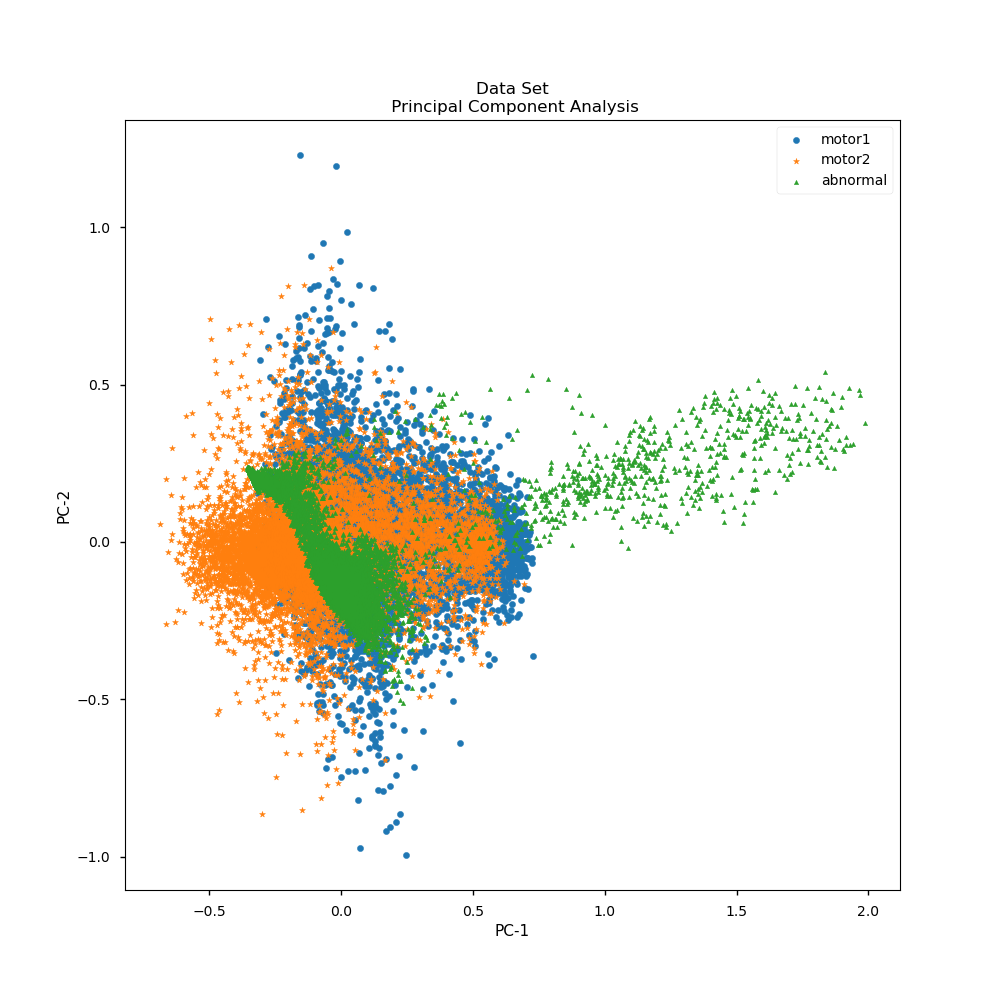 Data Set
Principal Component Analysis
motor1
motor2
abnormal
1.0
0.5
0.0
−0.5
−1.0
PC-2
−0.5
0.0
0.5
1.0
1.5
2.0
PC-1